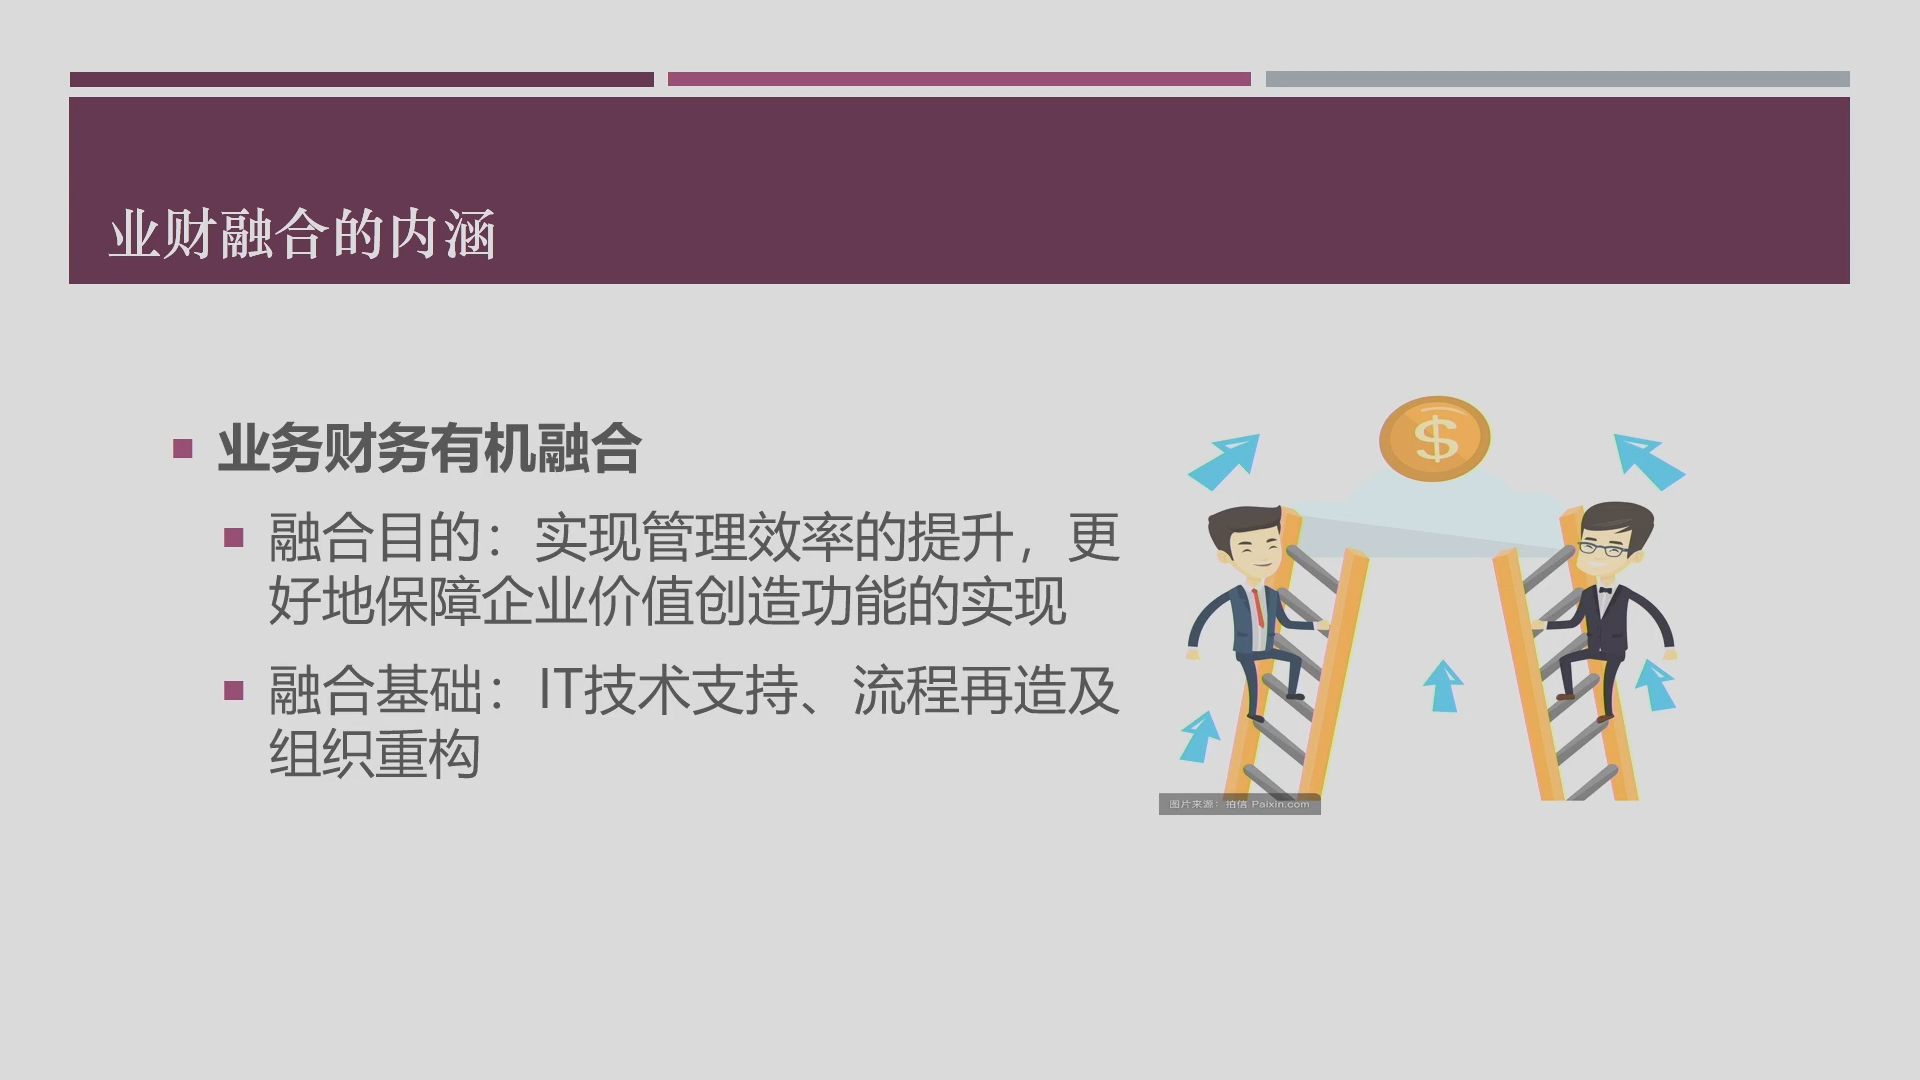 业财融合的内涵
业务财务有机融合
融合目的：实现管理效率的提升，更
好地保障企业价值创造功能的实现
融合基础：IT技术支持、流程再造及
组织重构
$
图片来源：拍信 Paixin.com